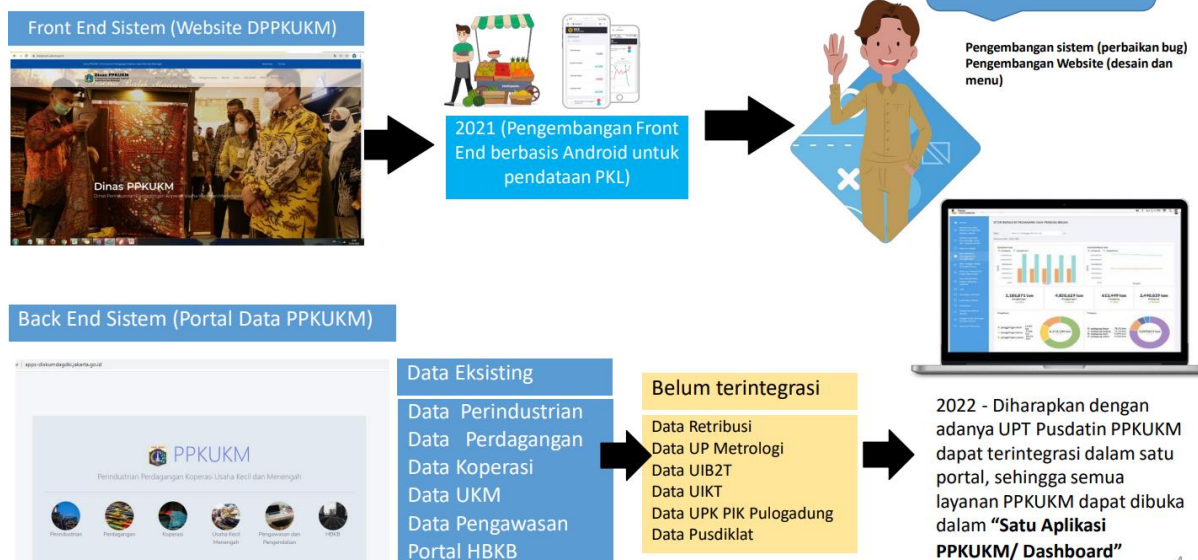 Front End Sistem (Website DPPKUKM)
Dinas PPKUKM
Dinas PPKUKM
2021 (Pengembangan Front
End berbasis Android untuk
pendataan PKL)
Pengembangan sistem (perbaikan bug)
Pengembangan Website (desain dan
menu)
Back End Sistem (Portal Data PPKUKM)
PPKUKM
Perindustrian Perdagangan Koperasi Usaha Kecil dan Menengah
Perindustrian
Perdagangan
Koperasi
Usaha Kecil
Menengah
Pengawasan dan
Pengendalian
HBKB
Data Eksisting
Data Perindustrian
Data Perdagangan
Data Koperasi
Data UKM
Data Pengawasan
Portal HBKB
Belum terintegrasi
Data Retribusi
Data UP Metrologi
Data UIB2T
Data UIKT
Data UPK PIK Pulogadung
Data Pusdiklat
2022 - Diharapkan dengan
adanya UPT Pusdatin PPKUKM
dapat terintegrasi dalam satu
portal, sehingga semua
layanan PPKUKM dapat dibuka
dalam “Satu Aplikasi
PPKUKM/ Dashboard”